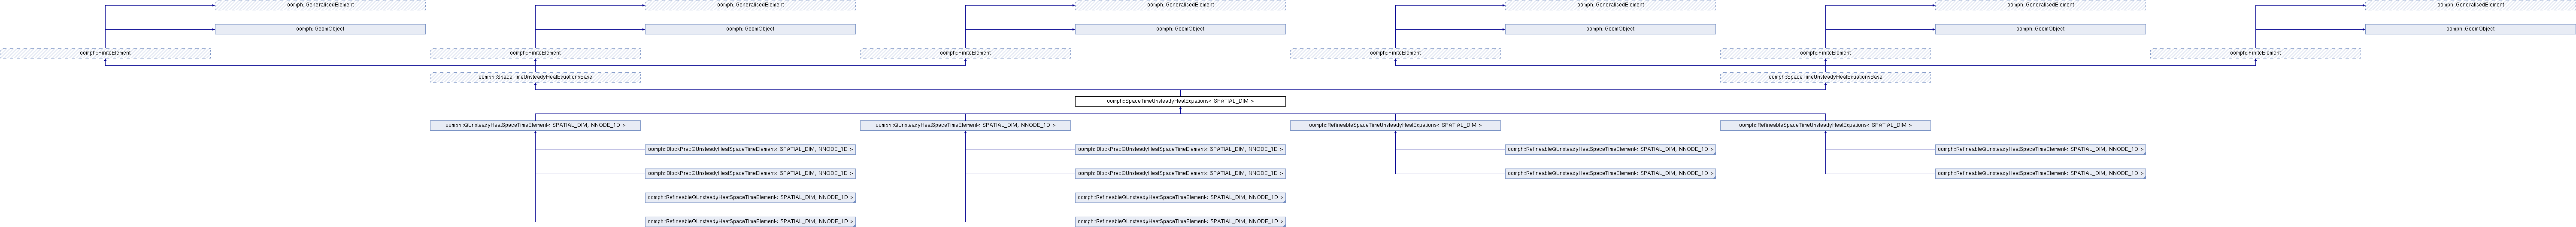 oomph::GeneralisedElement oomph::GeneralisedElement oomph::GeneralisedElement oomph::GeneralisedElement oomph::GeneralisedElement oomph::GeneralisedElement
oomph::GeomObject oomph::GeomObject oomph::GeomObject oomph::GeomObject oomph::GeomObject oomph::GeomObject
oomph::FiniteElement oomph::FiniteElement oomph::FiniteElement oomph::FiniteElement oomph::FiniteElement oomph::FiniteElement
oomph::SpaceTimeUnsteadyHeatEquationsBase oomph::SpaceTimeUnsteadyHeatEquationsBase
oomph::SpaceTimeUnsteadyHeatEquations< SPATIAL_DIM >
oomph::QUnsteadyHeatSpaceTimeElement< SPATIAL_DIM, NNODE_1D > oomph::QUnsteadyHeatSpaceTimeElement< SPATIAL_DIM, NNODE_1D > oomph::RefineableSpaceTimeUnsteadyHeatEquations< SPATIAL_DIM > oomph::RefineableSpaceTimeUnsteadyHeatEquations< SPATIAL_DIM >
oomph::BlockPrecQUnsteadyHeatSpaceTimeElement< SPATIAL_DIM, NNODE_1D > oomph::BlockPrecQUnsteadyHeatSpaceTimeElement< SPATIAL_DIM, NNODE_1D > oomph::RefineableQUnsteadyHeatSpaceTimeElement< SPATIAL_DIM, NNODE_1D > oomph::RefineableQUnsteadyHeatSpaceTimeElement< SPATIAL_DIM, NNODE_1D >
oomph::BlockPrecQUnsteadyHeatSpaceTimeElement< SPATIAL_DIM, NNODE_1D > oomph::BlockPrecQUnsteadyHeatSpaceTimeElement< SPATIAL_DIM, NNODE_1D > oomph::RefineableQUnsteadyHeatSpaceTimeElement< SPATIAL_DIM, NNODE_1D > oomph::RefineableQUnsteadyHeatSpaceTimeElement< SPATIAL_DIM, NNODE_1D >
oomph::RefineableQUnsteadyHeatSpaceTimeElement< SPATIAL_DIM, NNODE_1D > oomph::RefineableQUnsteadyHeatSpaceTimeElement< SPATIAL_DIM, NNODE_1D >
oomph::RefineableQUnsteadyHeatSpaceTimeElement< SPATIAL_DIM, NNODE_1D > oomph::RefineableQUnsteadyHeatSpaceTimeElement< SPATIAL_DIM, NNODE_1D >